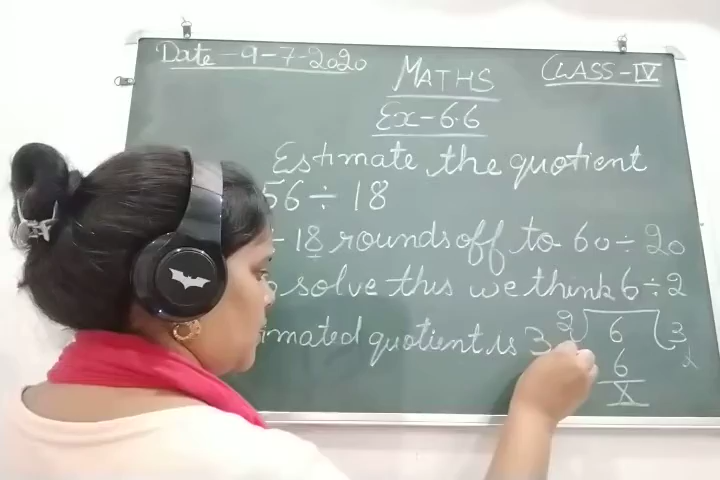 Date - 9-7-2020
MATHS
CLASS-IV
Ex-6.6
Estimate the quotient
56 ÷ 18
- 18 rounds off to 60 ÷ 20
solve this we think 6 ÷ 2
imated quotient is 3
2 6 3
6
X